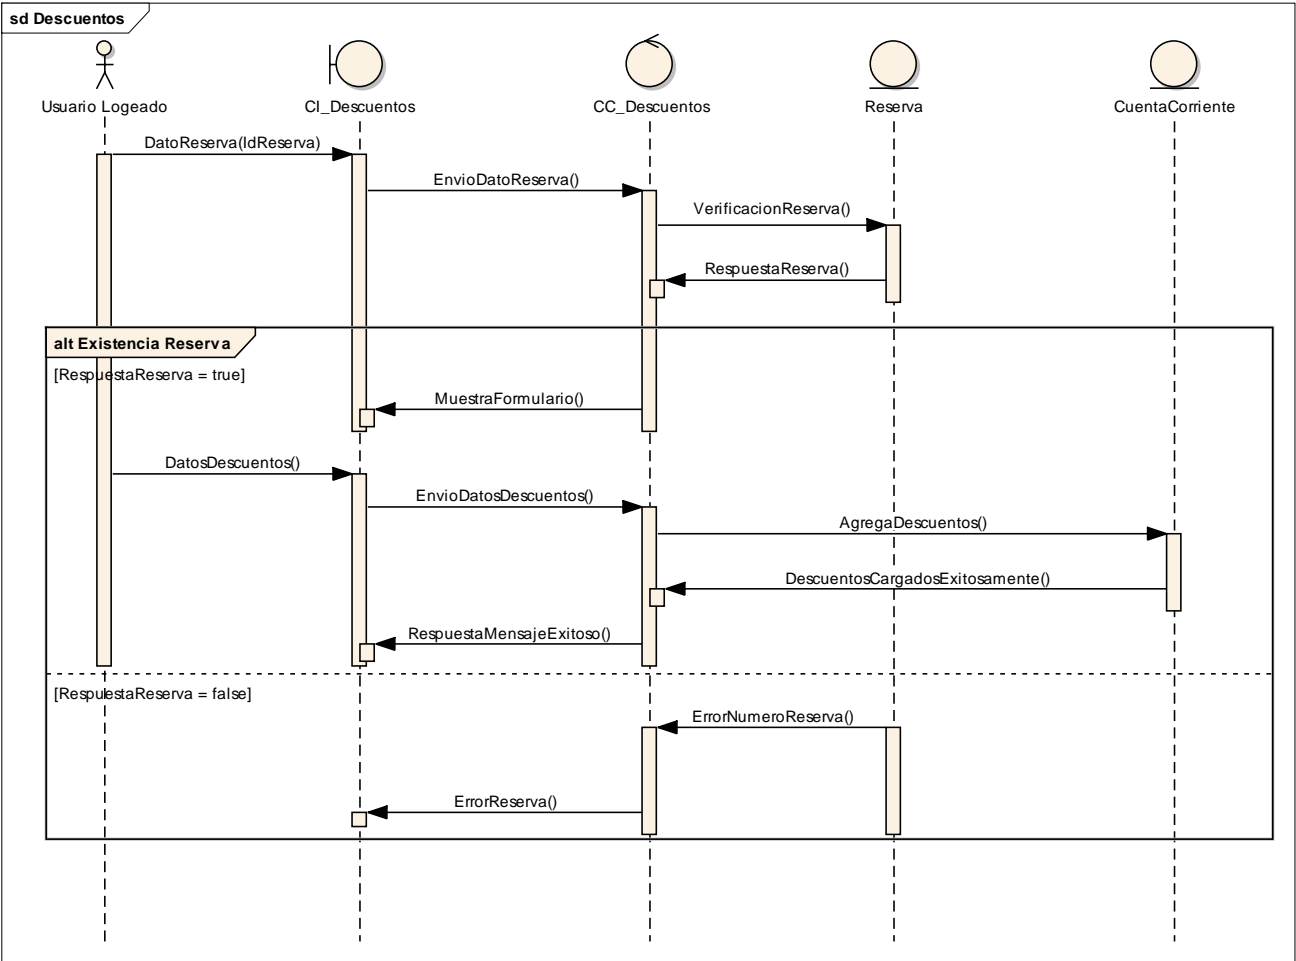 sd Descuentos
Usuario Logeado
CI_Descuentos
CC_Descuentos
Reserva
CuentaCorriente
DatoReserva(IdReserva)
EnvioDatoReserva()
VerificacionReserva()
RespuestaReserva()
alt Existencia Reserva
[RespuestaReserva = true]
MuestraFormulario()
DatosDescuentos()
EnvioDatosDescuentos()
AgregaDescuentos()
DescuentosCargadosExitosamente()
RespuestaMensajeExitoso()
[RespuestaReserva = false]
ErrorNumeroReserva()
ErrorReserva()